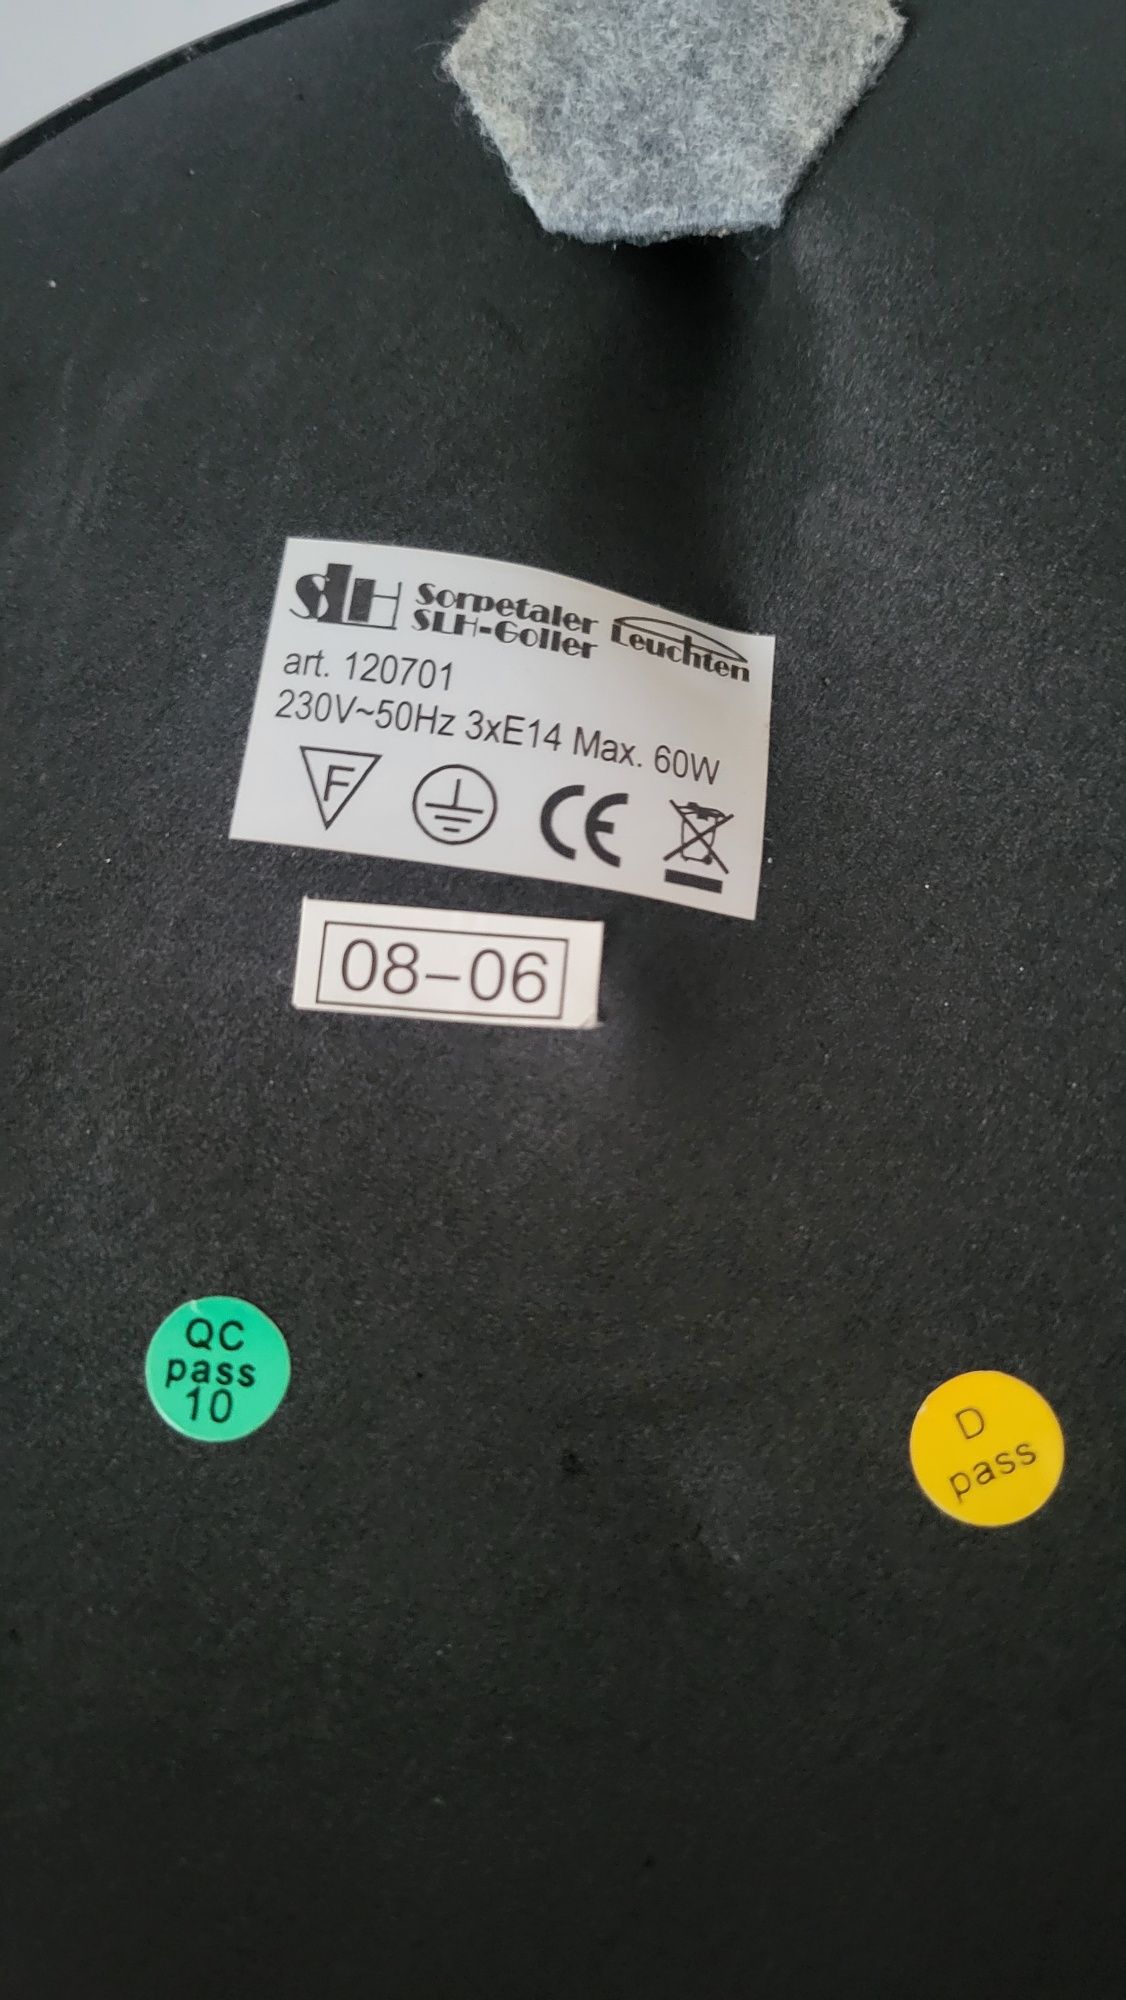 SLH Sorpetaler Leuchten
SLH-Goller
art. 120701
230V~50Hz 3xE14 Max. 60W
F CE
08-06
QC
pass
10
D
pass